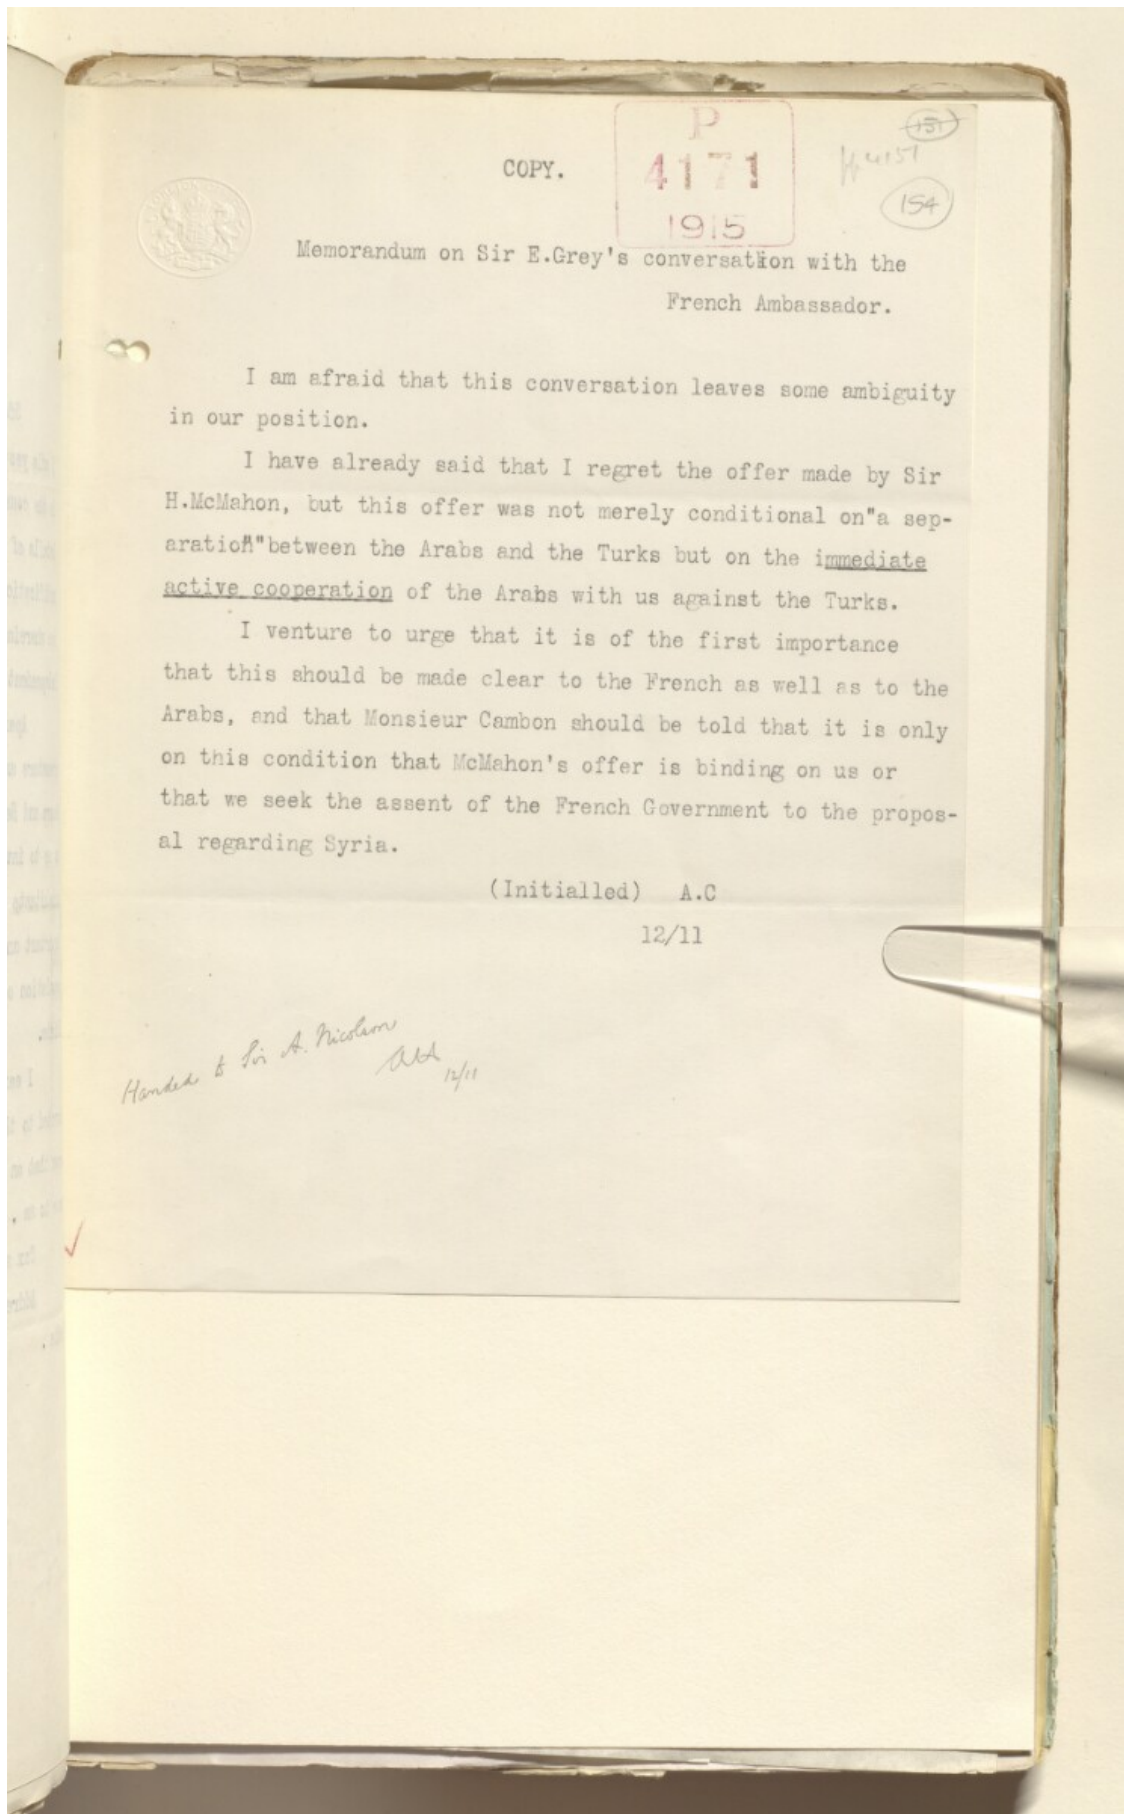 COPY.
P
4171
1915
151
154
Memorandum on Sir E.Grey's conversation with the
French Ambassador.
I am afraid that this conversation leaves some ambiguity
in our position.
I have already said that I regret the offer made by Sir
H.McMahon, but this offer was not merely conditional on"a sep-
aration"between the Arabs and the Turks but on the immediate
active cooperation of the Arabs with us against the Turks.
I venture to urge that it is of the first importance
that this should be made clear to the French as well as to the
Arabs, and that Monsieur Cambon should be told that it is only
on this condition that McMahon's offer is binding on us or
that we seek the assent of the French Government to the propos-
al regarding Syria.
(Initialled) A.C
12/11
Handed to Sir A. Nicolson
12/11